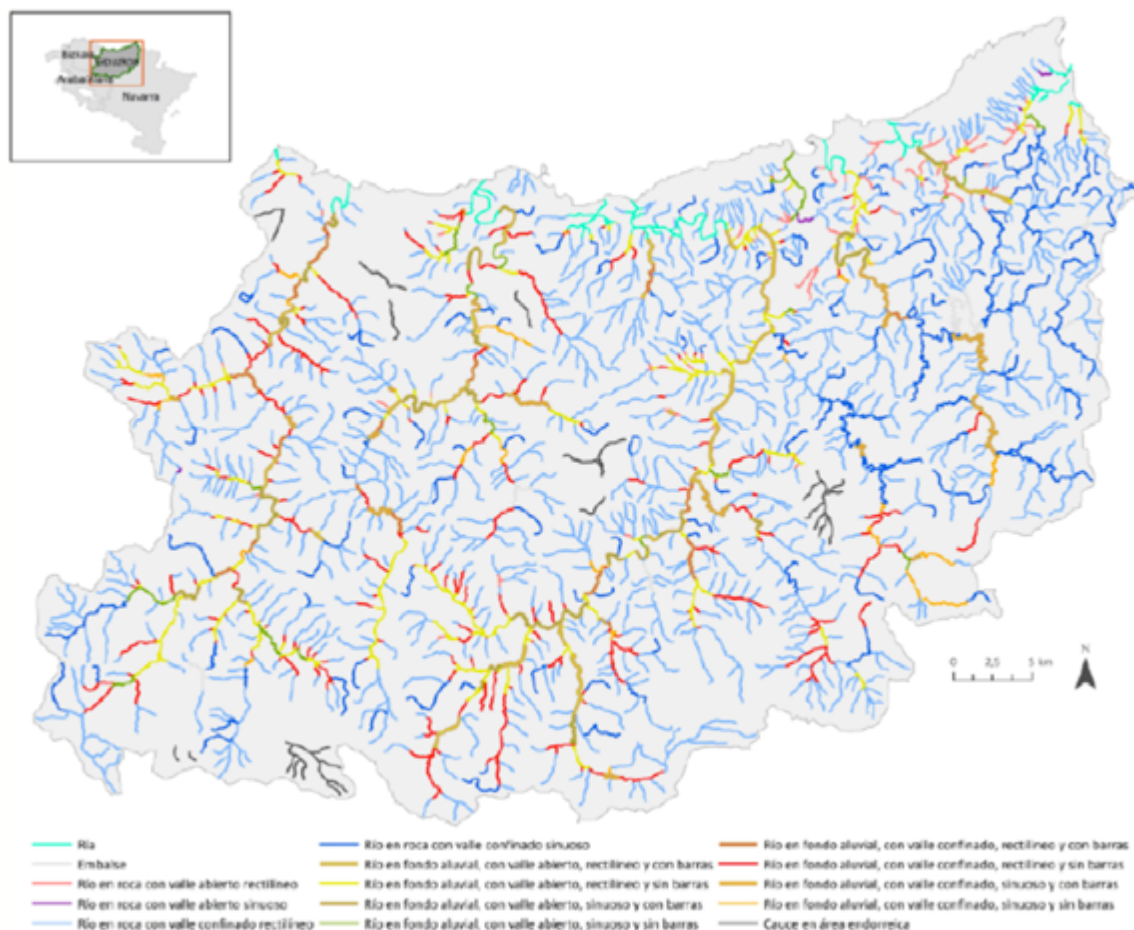 Bizkaia
Navarra
N
0 2,5 5 km
Ría
Embalse
Río en roca con valle abierto rectilíneo
Río en roca con valle abierto sinuoso
Río en roca con valle confinado rectilíneo
Río en roca con valle confinado sinuoso
Río en fondo aluvial, con valle abierto, rectilíneo y con barras
Río en fondo aluvial, con valle abierto, rectilíneo y sin barras
Río en fondo aluvial, con valle abierto, sinuoso y con barras
Río en fondo aluvial, con valle abierto, sinuoso y sin barras
Río en fondo aluvial, con valle confinado, rectilíneo y con barras
Río en fondo aluvial, con valle confinado, rectilíneo y sin barras
Río en fondo aluvial, con valle confinado, sinuoso y con barras
Río en fondo aluvial, con valle confinado, sinuoso y sin barras
Cauce en área endorreica